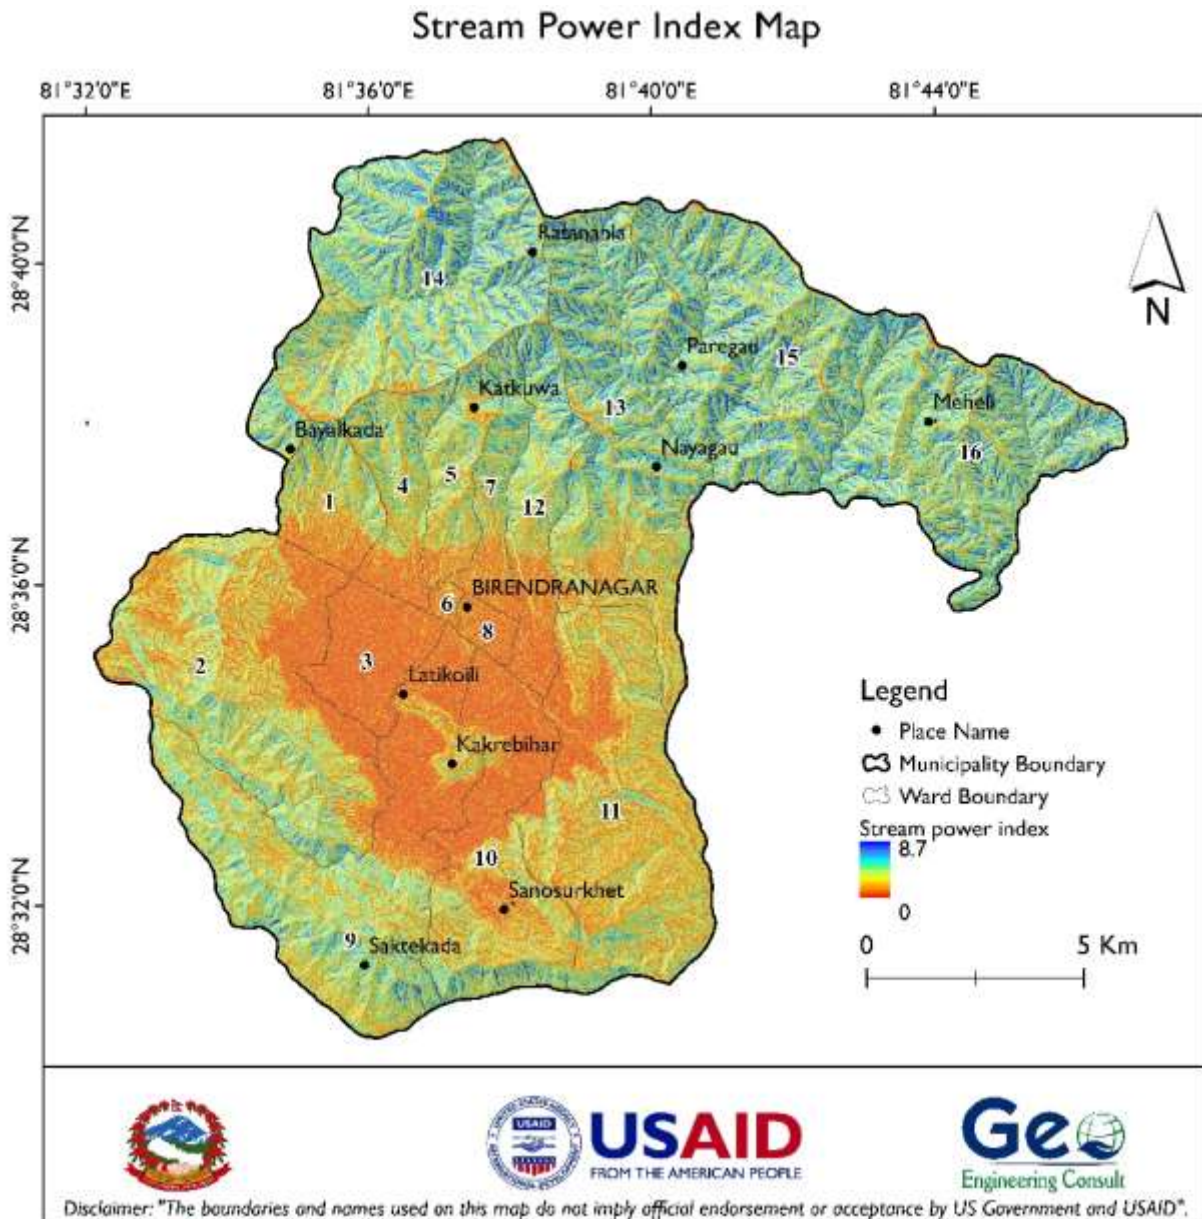 Stream Power Index Map
81°32'0"E 81°36'0"E 81°40'0"E 81°44'0"E
28°40'0"N
28°36'0"N
28°32'0"N
N
14
15
Paregau
Katkuwa
13
Meheli
Bayalkada
16
Nayagau
5
4
7
1
12
BIRENDRANAGAR
6
8
3
2
Latikoili
Kakrebihar
11
10
Sanosurkhet
9
Saktekada
Legend
Place Name
Municipality Boundary
Ward Boundary
Stream power index
8.7
0
0 5 Km
USAID
USAID
FROM THE AMERICAN PEOPLE
Geo
Engineering Consult
Disclaimer: "The boundaries and names used on this map do not imply official endorsement or acceptance by US Government and USAID".